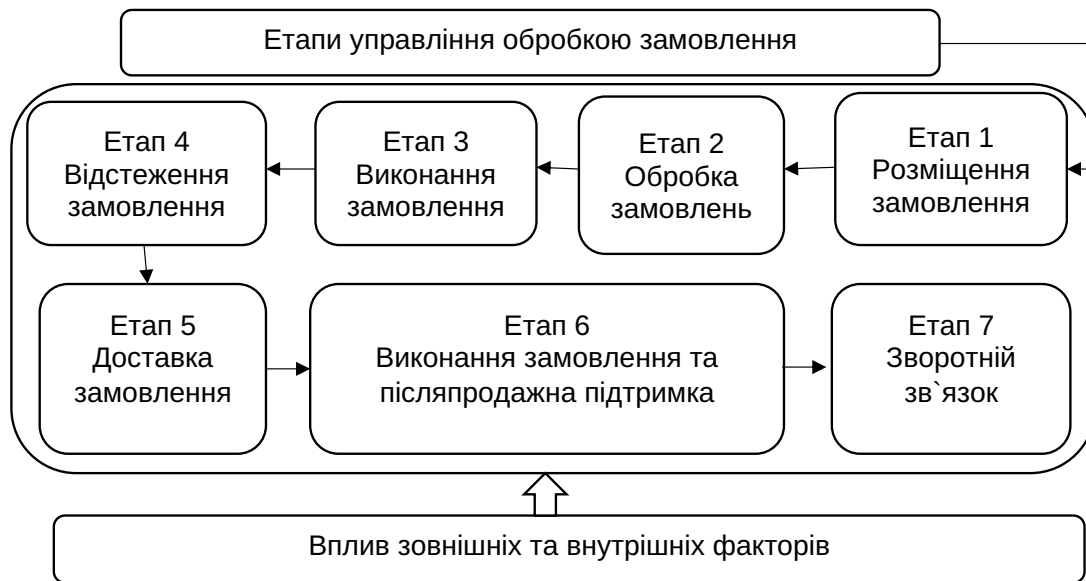 Етапи управління обробкою замовлення
Етап 1
Розміщення
замовлення
Етап 2
Обробка
замовлень
Етап 3
Виконання
замовлення
Етап 4
Відстеження
замовлення
Етап 5
Доставка
замовлення
Етап 6
Виконання замовлення та
післяпродажна підтримка
Етап 7
Зворотній
зв`язок
Вплив зовнішніх та внутрішніх факторів